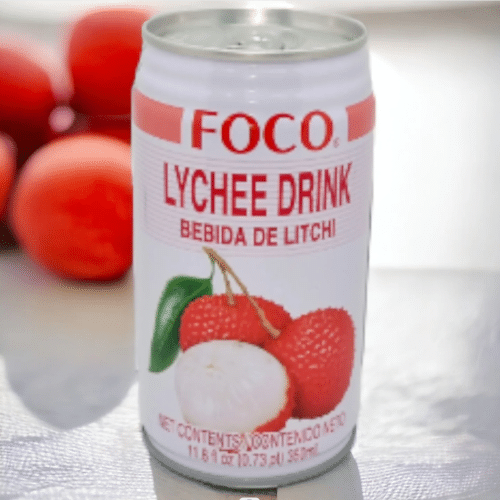 FOCO®
LYCHEE DRINK
BEBIDA DE LITCHI
NET CONTENTS\CONTENIDO NETO
11.8 fl oz (0.73 pt) 350mL